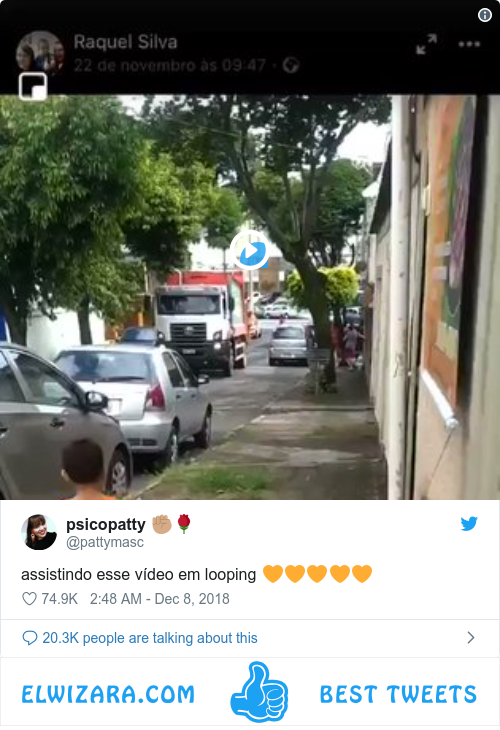 Raquel Silva
22 de novembro às 09:47 ·
psicopatty ✊🏼🌹
@pattymasc
assistindo esse vídeo em looping 🧡🧡🧡🧡🧡
74.9K 2:48 AM - Dec 8, 2018
20.3K people are talking about this
ELWIZARA.COM BEST TWEETS